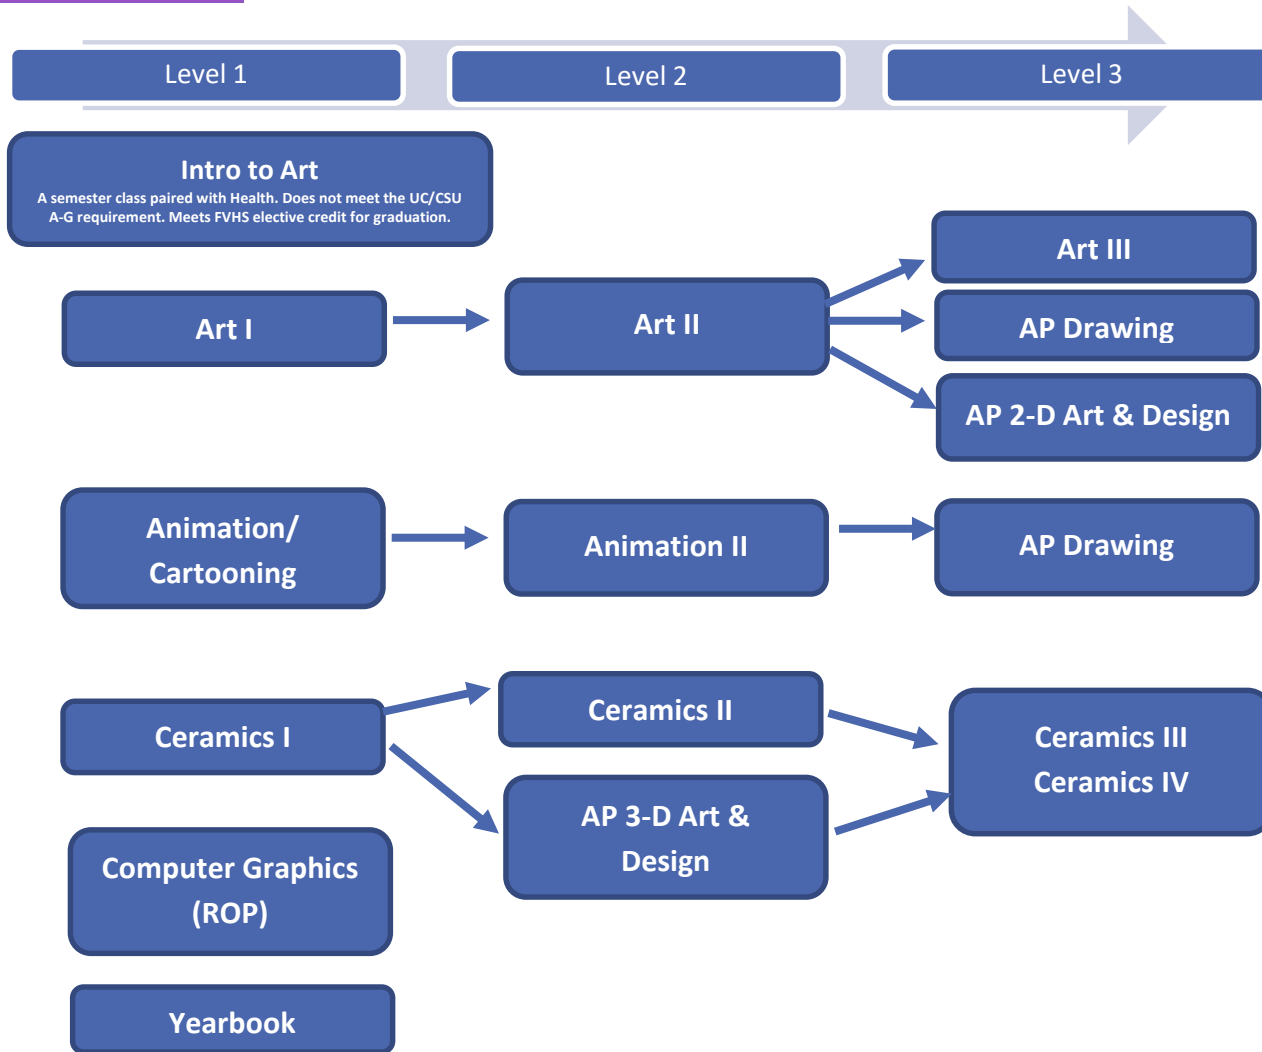 Level 1
Level 2
Level 3
Intro to Art
A semester class paired with Health. Does not meet the UC/CSU
A-G requirement. Meets FVHS elective credit for graduation.
Art I
Art II
Art III
AP Drawing
AP 2-D Art & Design
Animation/
Cartooning
Animation II
AP Drawing
Ceramics I
Ceramics II
AP 3-D Art &
Design
Ceramics III
Ceramics IV
Computer Graphics
(ROP)
Yearbook